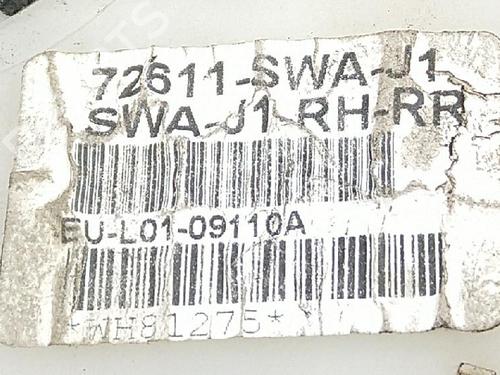 72611-SWA-J1
SWA-J1 RH-RR
EU-L01-09110A
*WH81275*